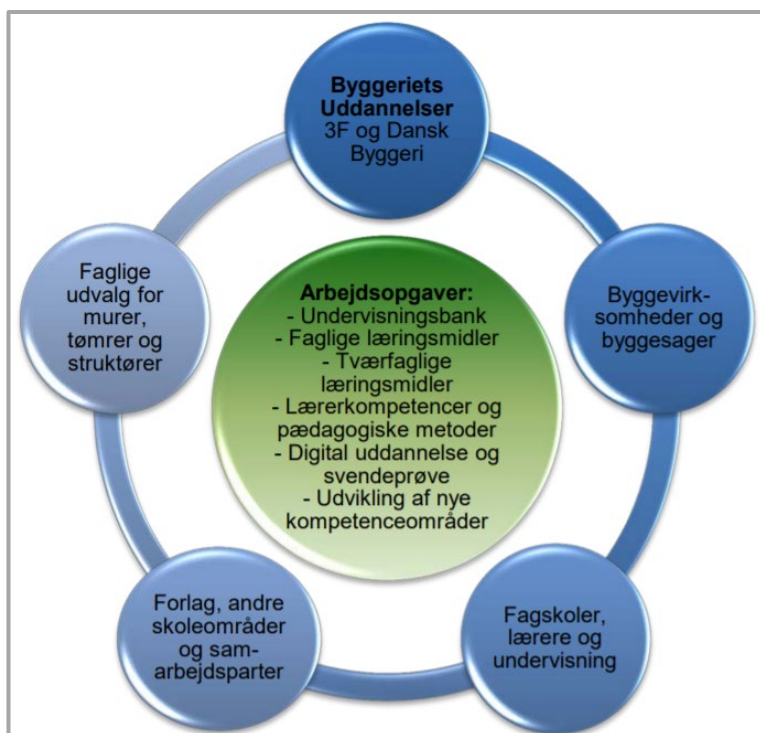 Byggeriets
Uddannelser
3F og Dansk
Byggeri
Faglige
udvalg for
murer,
tømrer og
struktører
Arbejdsopgaver:
- Undervisningsbank
- Faglige læringsmidler
- Tværfaglige
læringsmidler
- Lærerkompetencer og
pædagogiske metoder
- Digital uddannelse og
svendeprøve
- Udvikling af nye
kompetenceområder
Byggevirk-
somheder og
byggesager
Forlag, andre
skoleområder
og sam-
arbejdsparter
Fagskoler,
lærere og
undervisning